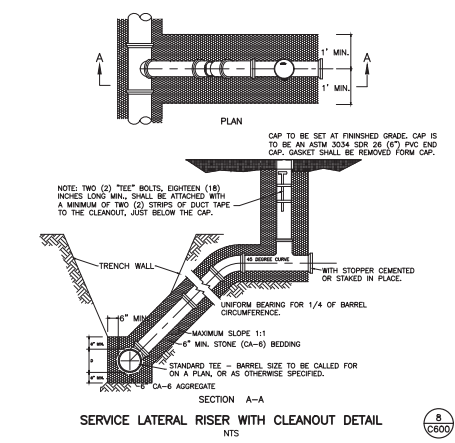 1' MIN.
A
A
1' MIN.
PLAN
CAP TO BE SET AT FININSHED GRADE. CAP IS
TO BE AN ASTM 3034 SDR 26 (6") PVC END
CAP. GASKET SHALL BE REMOVED FORM CAP.
NOTE: TWO (2) "TEE" BOLTS, EIGHTEEN (18)
INCHES LONG MIN., SHALL BE ATTACHED WITH
A MINIMUM OF TWO (2) STRIPS OF DUCT TAPE
TO THE CLEANOUT, JUST BELOW THE CAP.
45 DEGREE CURVE
TRENCH WALL
WITH STOPPER CEMENTED
OR STAKED IN PLACE.
UNIFORM BEARING FOR 1/4 OF BARREL
CIRCUMFERENCE.
6" MIN.
MAXIMUM SLOPE 1:1
6" MIN. STONE (CA-6) BEDDING
6" MIN.
D
6" MIN.
STANDARD TEE - BARREL SIZE TO BE CALLED FOR
ON A PLAN, OR AS OTHERWISE SPECIFIED.
6" CA-6 AGGREGATE
SECTION A-A
SERVICE LATERAL RISER WITH CLEANOUT DETAIL
NTS
8
C600